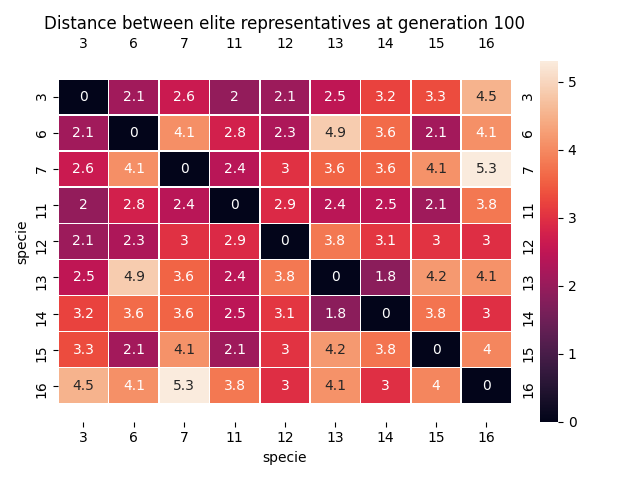 Distance between elite representatives at generation 100
3 6 7 11 12 13 14 15 16
3 0 2.1 2.6 2 2.1 2.5 3.2 3.3 4.5 3
6 2.1 0 4.1 2.8 2.3 4.9 3.6 2.1 4.1 6
7 2.6 4.1 0 2.4 3 3.6 3.6 4.1 5.3 7
11 2 2.8 2.4 0 2.9 2.4 2.5 2.1 3.8 11
12 2.1 2.3 3 2.9 0 3.8 3.1 3 3 12
13 2.5 4.9 3.6 2.4 3.8 0 1.8 4.2 4.1 13
14 3.2 3.6 3.6 2.5 3.1 1.8 0 3.8 3 14
15 3.3 2.1 4.1 2.1 3 4.2 3.8 0 4 15
16 4.5 4.1 5.3 3.8 3 4.1 3 4 0 16
3 6 7 11 12 13 14 15 16
specie
specie
5
4
3
2
1
0